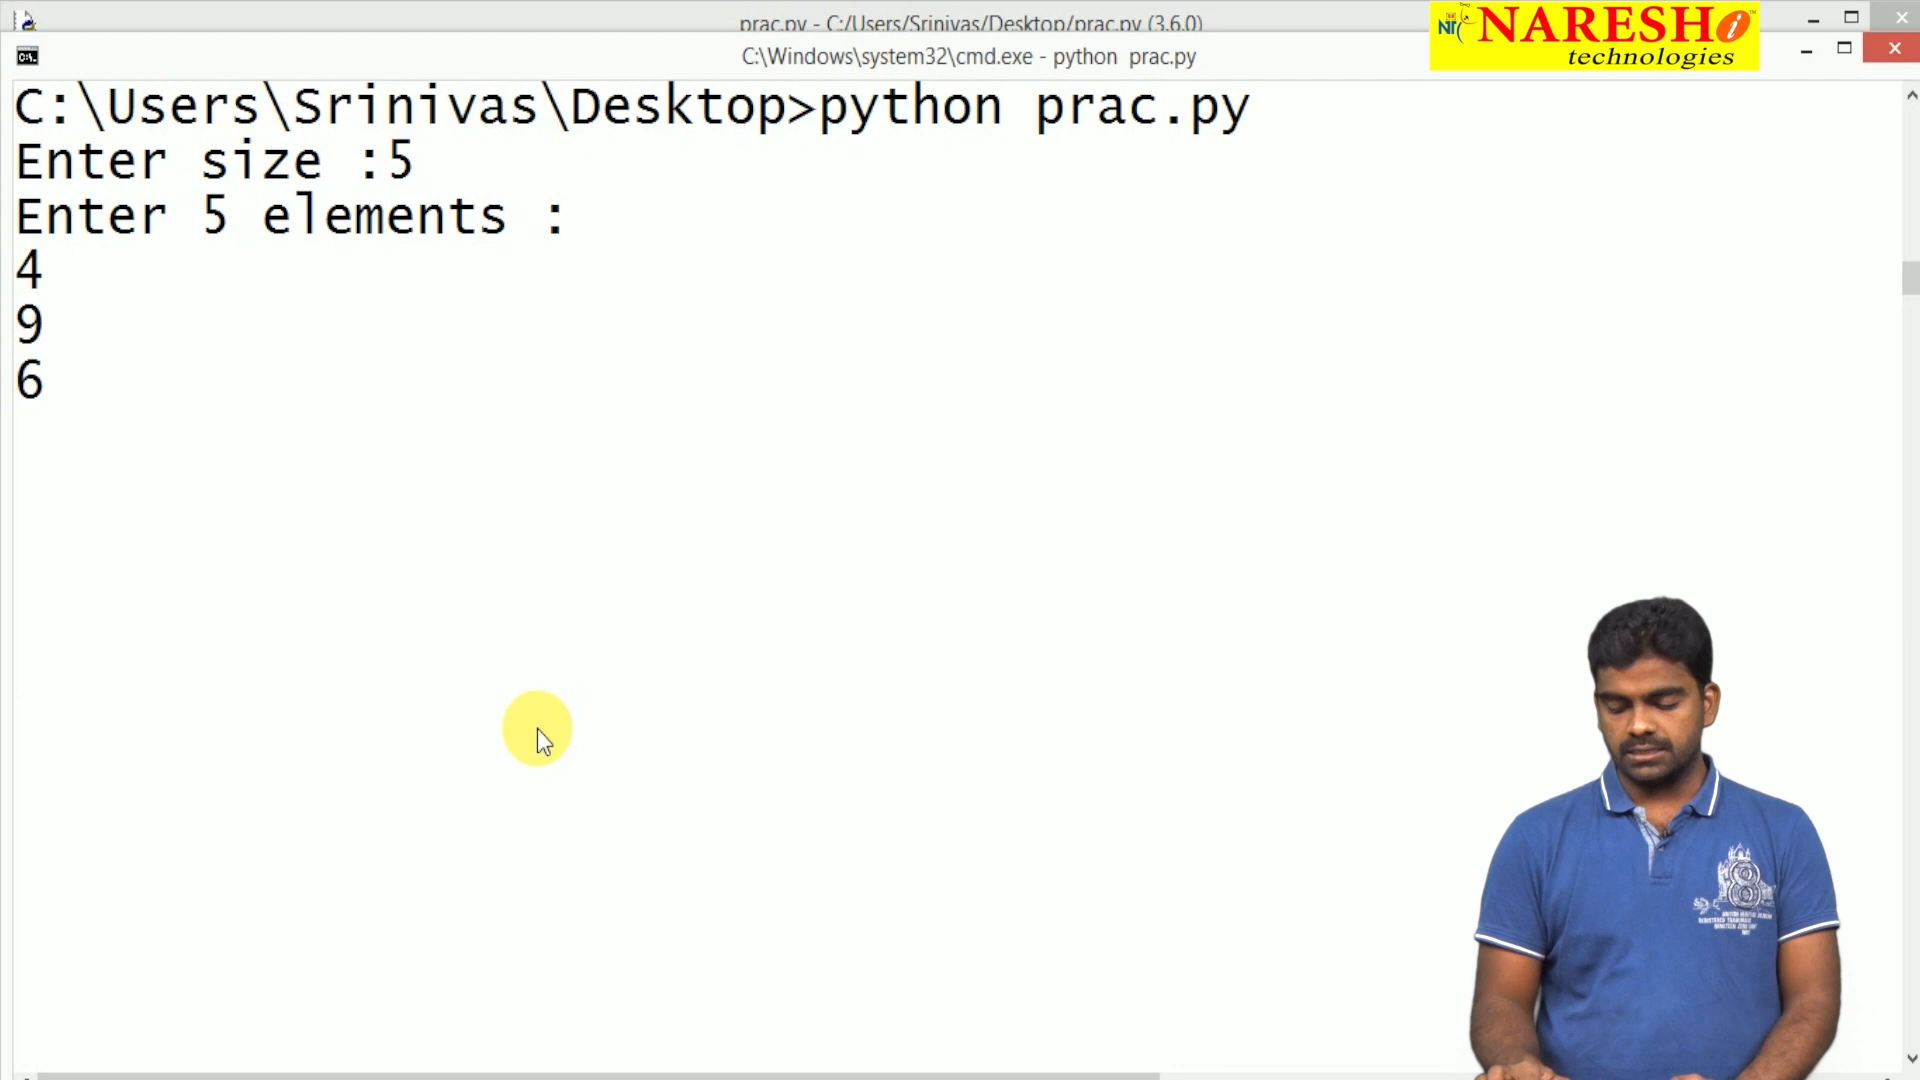 prac.py - C:/Users/Srinivas/Desktop/prac.py (3.6.0)
C:\Windows\system32\cmd.exe - python  prac.py
NARESH i
technologies
C:\Users\Srinivas\Desktop>python prac.py
Enter size :5
Enter 5 elements :
4
9
6
8